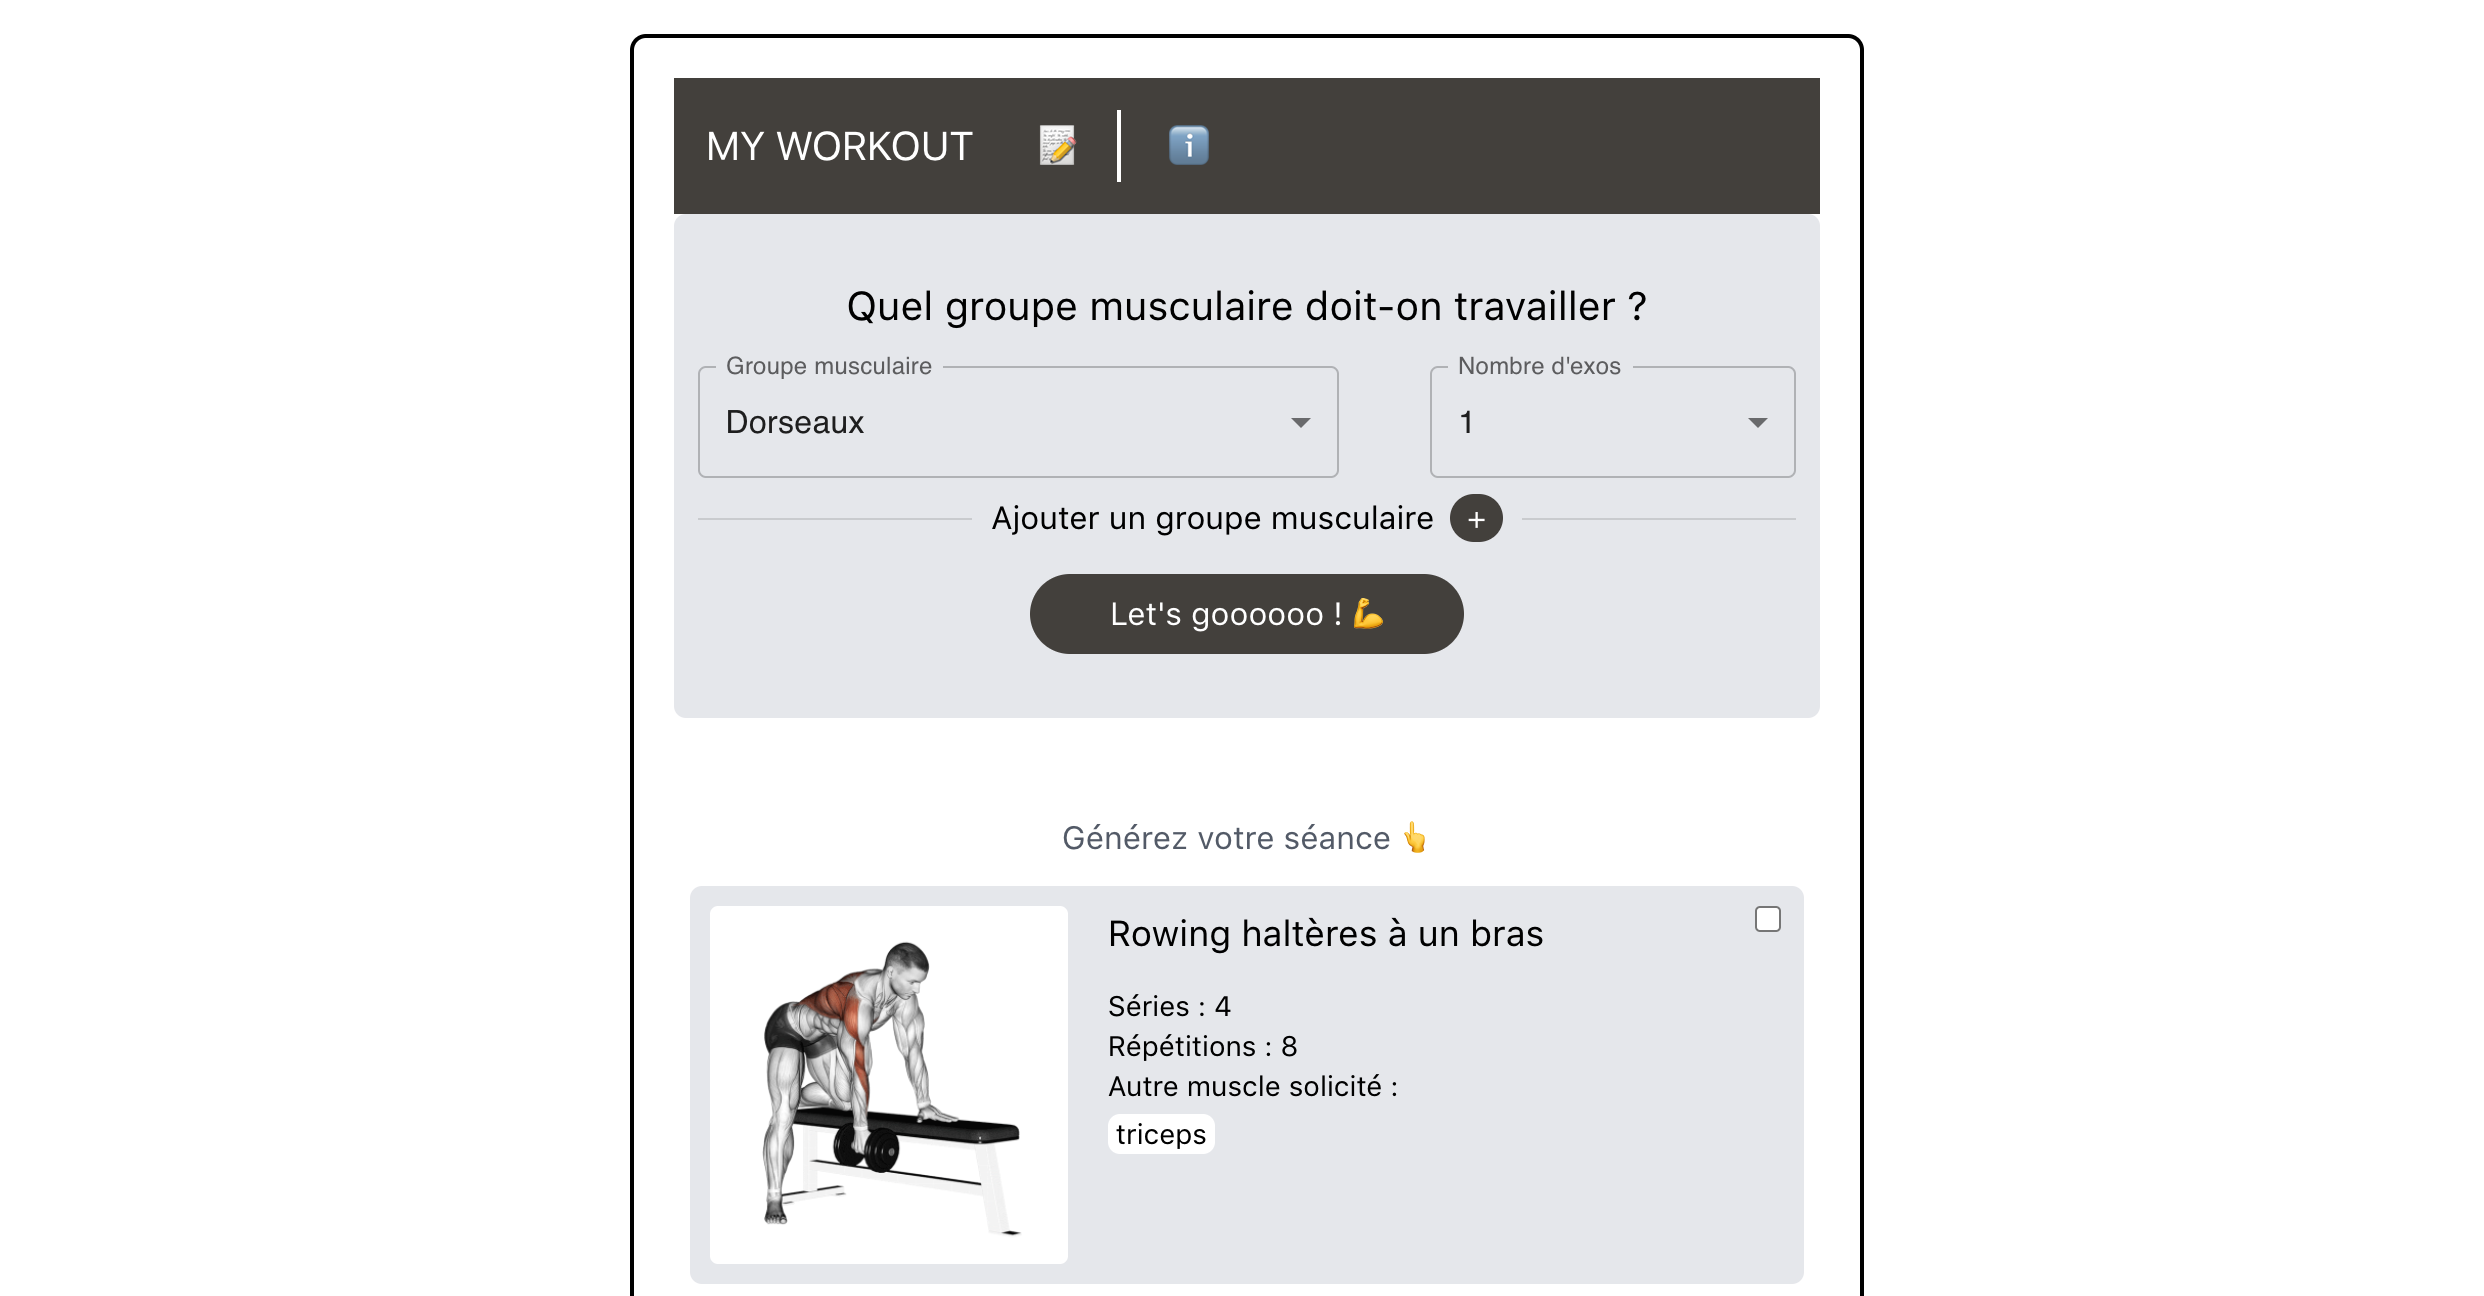 MY WORKOUT 📝 ℹ️
Quel groupe musculaire doit-on travailler ?
Groupe musculaire
Dorseaux
Nombre d'exos
1
Ajouter un groupe musculaire +
Let's goooooo ! 💪
Générez votre séance 👆
Rowing haltères à un bras
Séries : 4
Répétitions : 8
Autre muscle solicité :
triceps